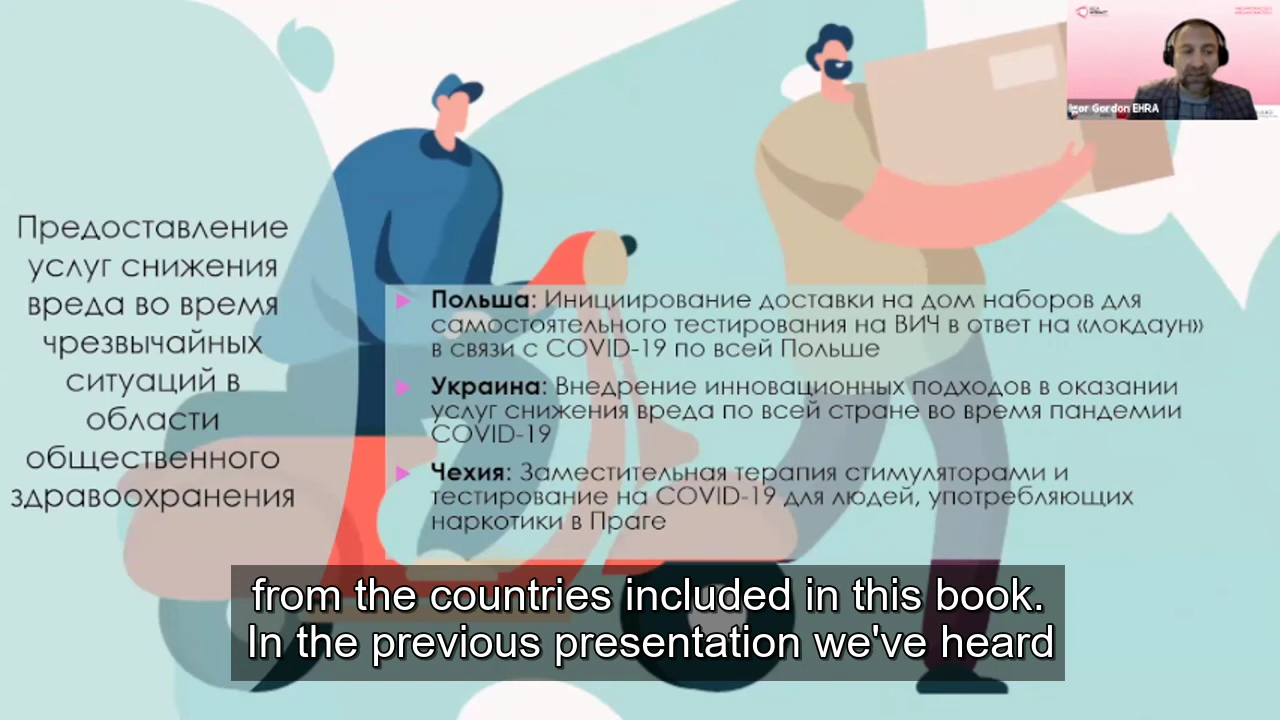 Igor Gordon EHRA
Предоставление
услуг снижения
вреда во время
чрезвычайных
ситуаций в
области
общественного
здравоохранения
Польша: Инициирование доставки на дом наборов для
самостоятельного тестирования на ВИЧ в ответ на «локдаун»
в связи с COVID-19 по всей Польше
Украина: Внедрение инновационных подходов в оказании
услуг снижения вреда по всей стране во время пандемии
COVID-19
Чехия: Заместительная терапия стимуляторами и
тестирование на COVID-19 для людей, употребляющих
наркотики в Праге
from the countries included in this book.
In the previous presentation we've heard